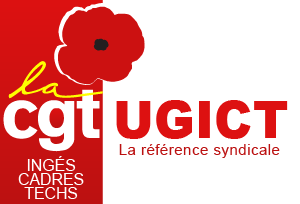 la
cgt UGICT
La référence syndicale
INGÉS
CADRES
TECHS